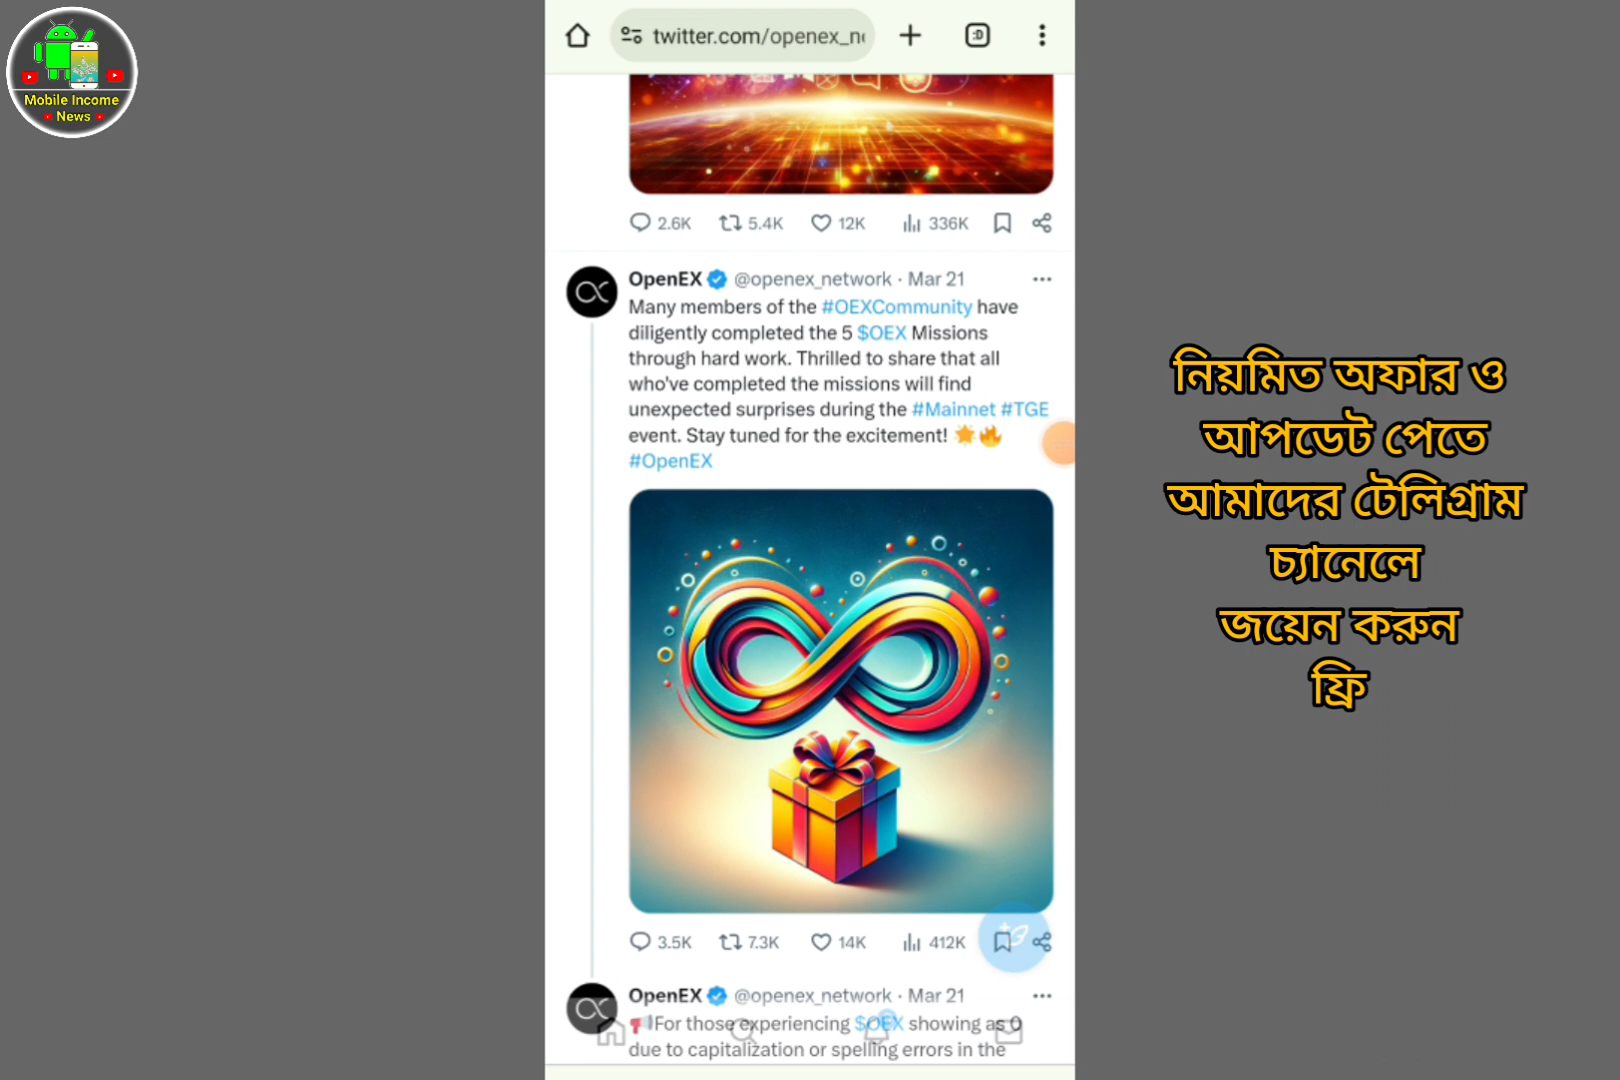 Mobile Income
News
twitter.com/openex_n
:D
2.6K 5.4K 12K 336K
OpenEX @openex_network · Mar 21
Many members of the #OEXCommunity have
diligently completed the 5 $OEX Missions
through hard work. Thrilled to share that all
who've completed the missions will find
unexpected surprises during the #Mainnet #TGE
event. Stay tuned for the excitement! 🌟🔥
#OpenEX
3.5K 7.3K 14K 412K
OpenEX @openex_network · Mar 21
📢For those experiencing $OEX showing as 0
due to capitalization or spelling errors in the
নিয়মিত অফার ও
আপডেট পেতে
আমাদের টেলিগ্রাম
চ্যানেলে
জয়েন করুন
ফ্রি